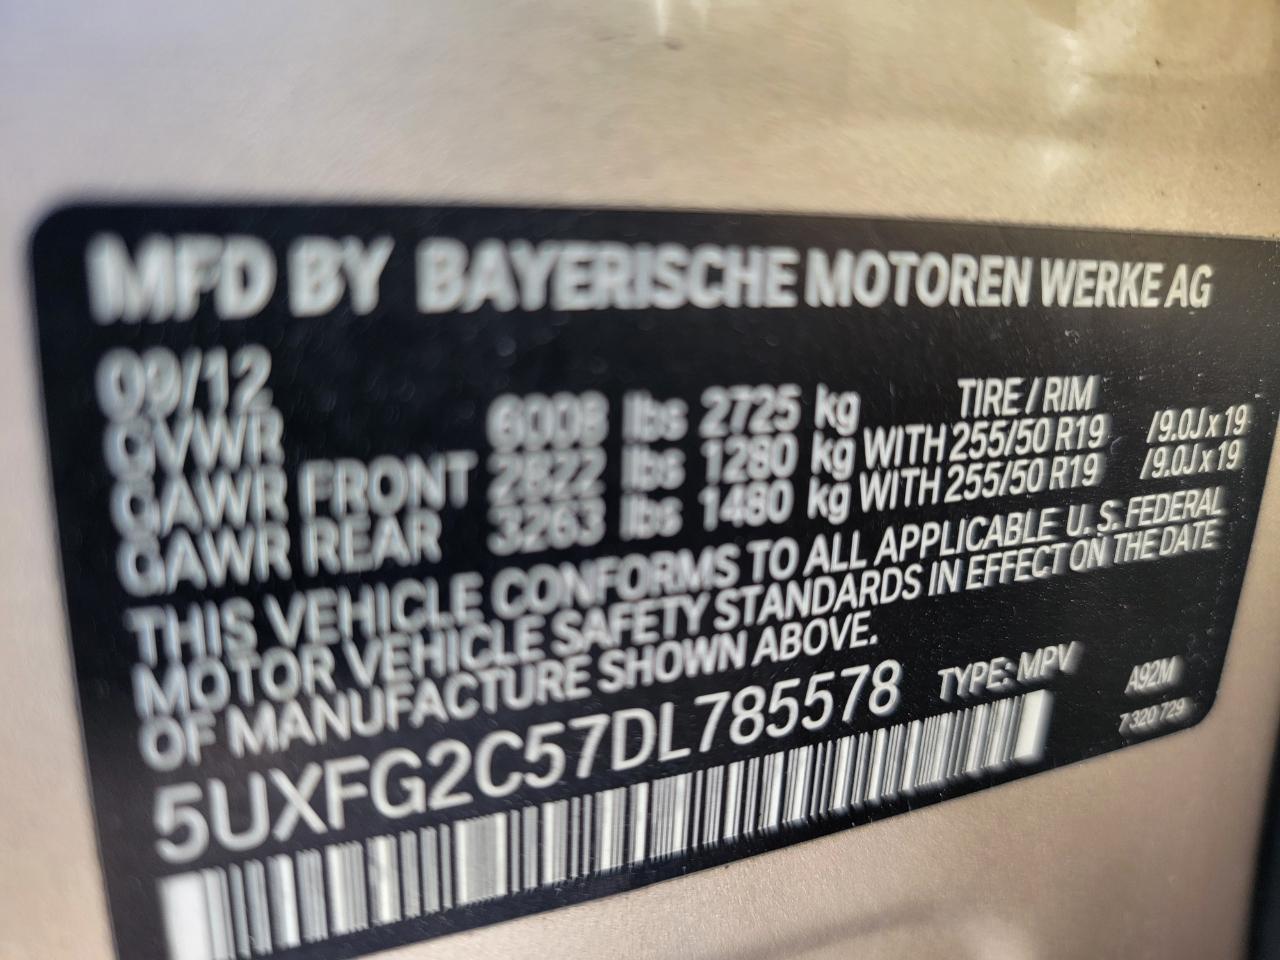 MFD BY BAYERISCHE MOTOREN WERKE AG
09/12 TIRE / RIM
GVWR 6008 lbs 2725 kg
GAWR FRONT 2822 lbs 1280 kg WITH 255/50 R19 /9.0J x 19
GAWR REAR 3263 lbs 1480 kg WITH 255/50 R19 /9.0J x 19
THIS VEHICLE CONFORMS TO ALL APPLICABLE U. S. FEDERAL
MOTOR VEHICLE SAFETY STANDARDS IN EFFECT ON THE DATE
OF MANUFACTURE SHOWN ABOVE.
5UXFG2C57DL785578 TYPE: MPV A92M
7 320 729